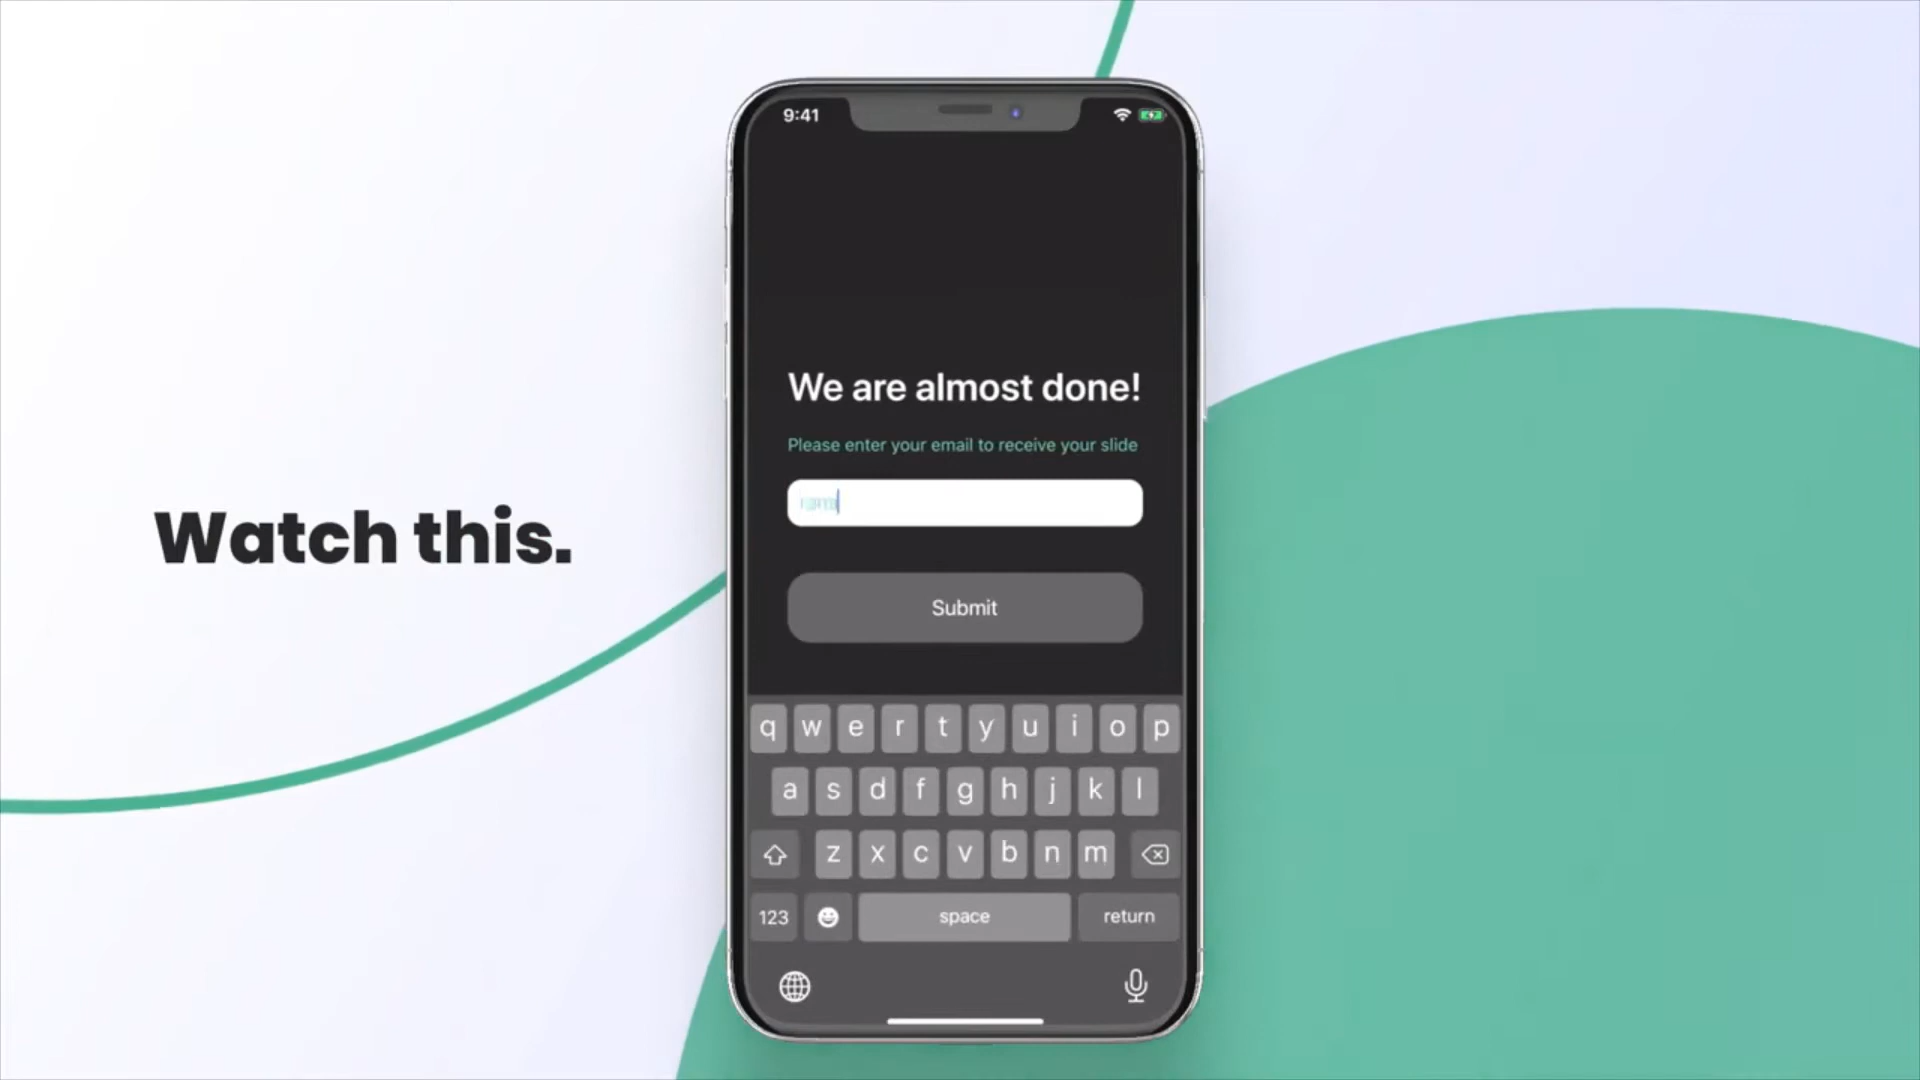 9:41
We are almost done!
Please enter your email to receive your slide
Watch this.
Submit
q w e r t y u i o p
a s d f g h j k l
z x c v b n m
123 space return